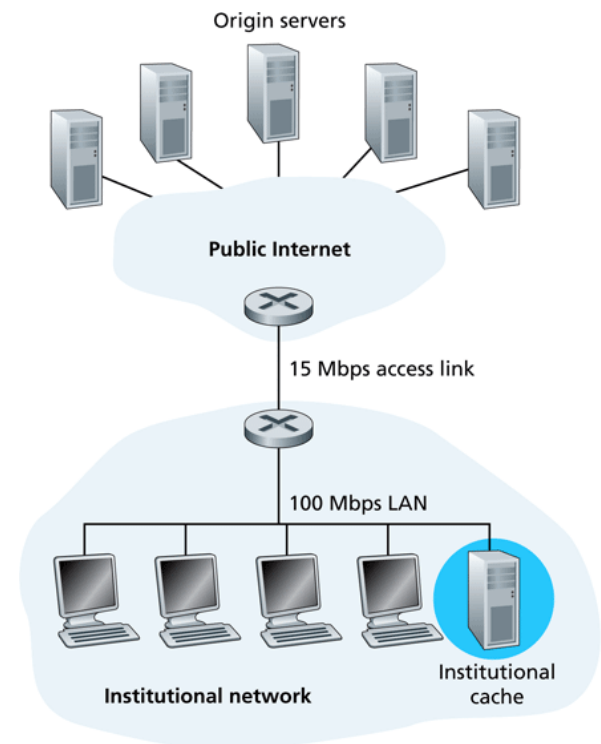 Origin servers
Public Internet
15 Mbps access link
100 Mbps LAN
Institutional network
Institutional
cache